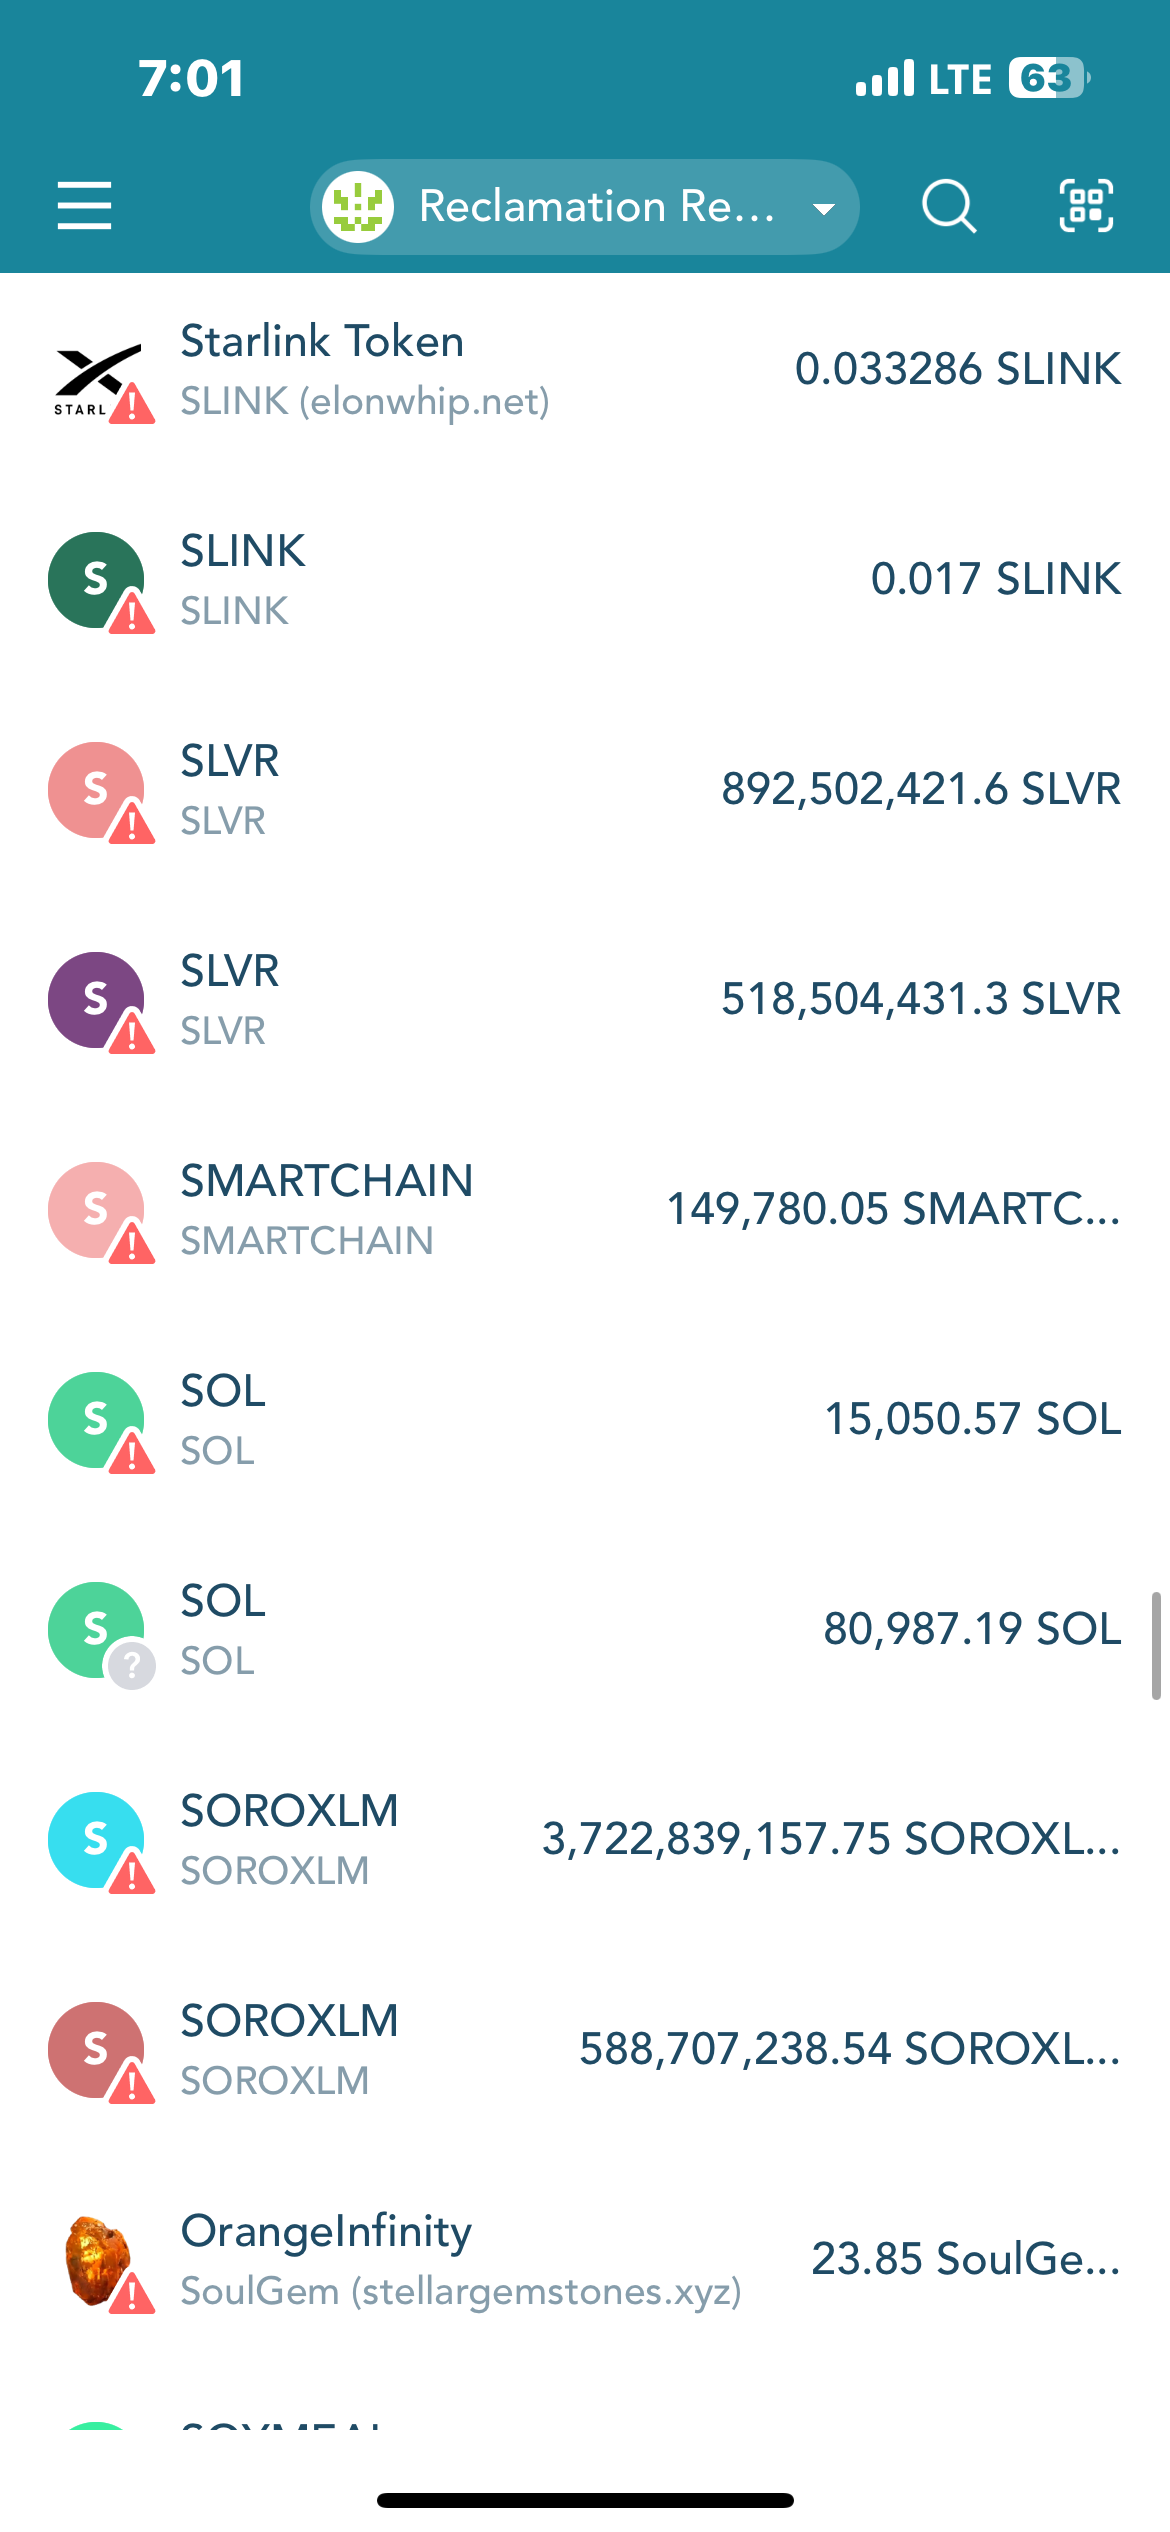 7:01
LTE 63
Reclamation Re...
Starlink Token
0.033286 SLINK
SLINK (elonwhip.net)
STARL
SLINK
0.017 SLINK
SLINK
S
SLVR
892,502,421.6 SLVR
SLVR
S
SLVR
518,504,431.3 SLVR
SLVR
S
SMARTCHAIN
149,780.05 SMARTC...
SMARTCHAIN
S
SOL
15,050.57 SOL
SOL
S
SOL
80,987.19 SOL
SOL
S
?
SOROXLM
3,722,839,157.75 SOROXL...
SOROXLM
S
SOROXLM
588,707,238.54 SOROXL...
SOROXLM
S
OrangeInfinity
23.85 SoulGe...
SoulGem (stellargemstones.xyz)